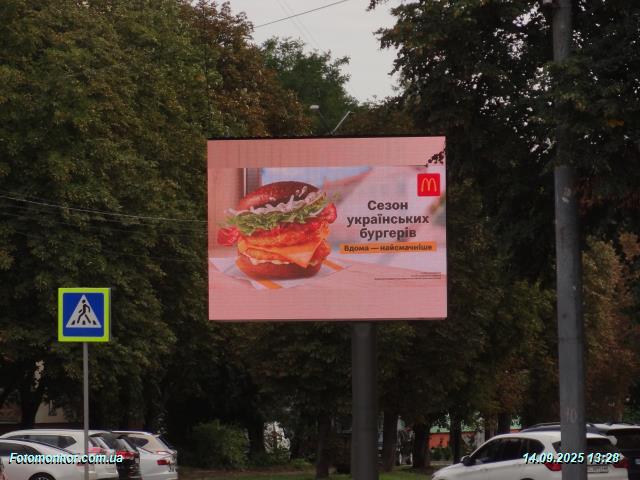 Сезон
українських
бургерів
Вдома — найсмачніше
Fotomonitor.com.ua
14.09.2025 13:28